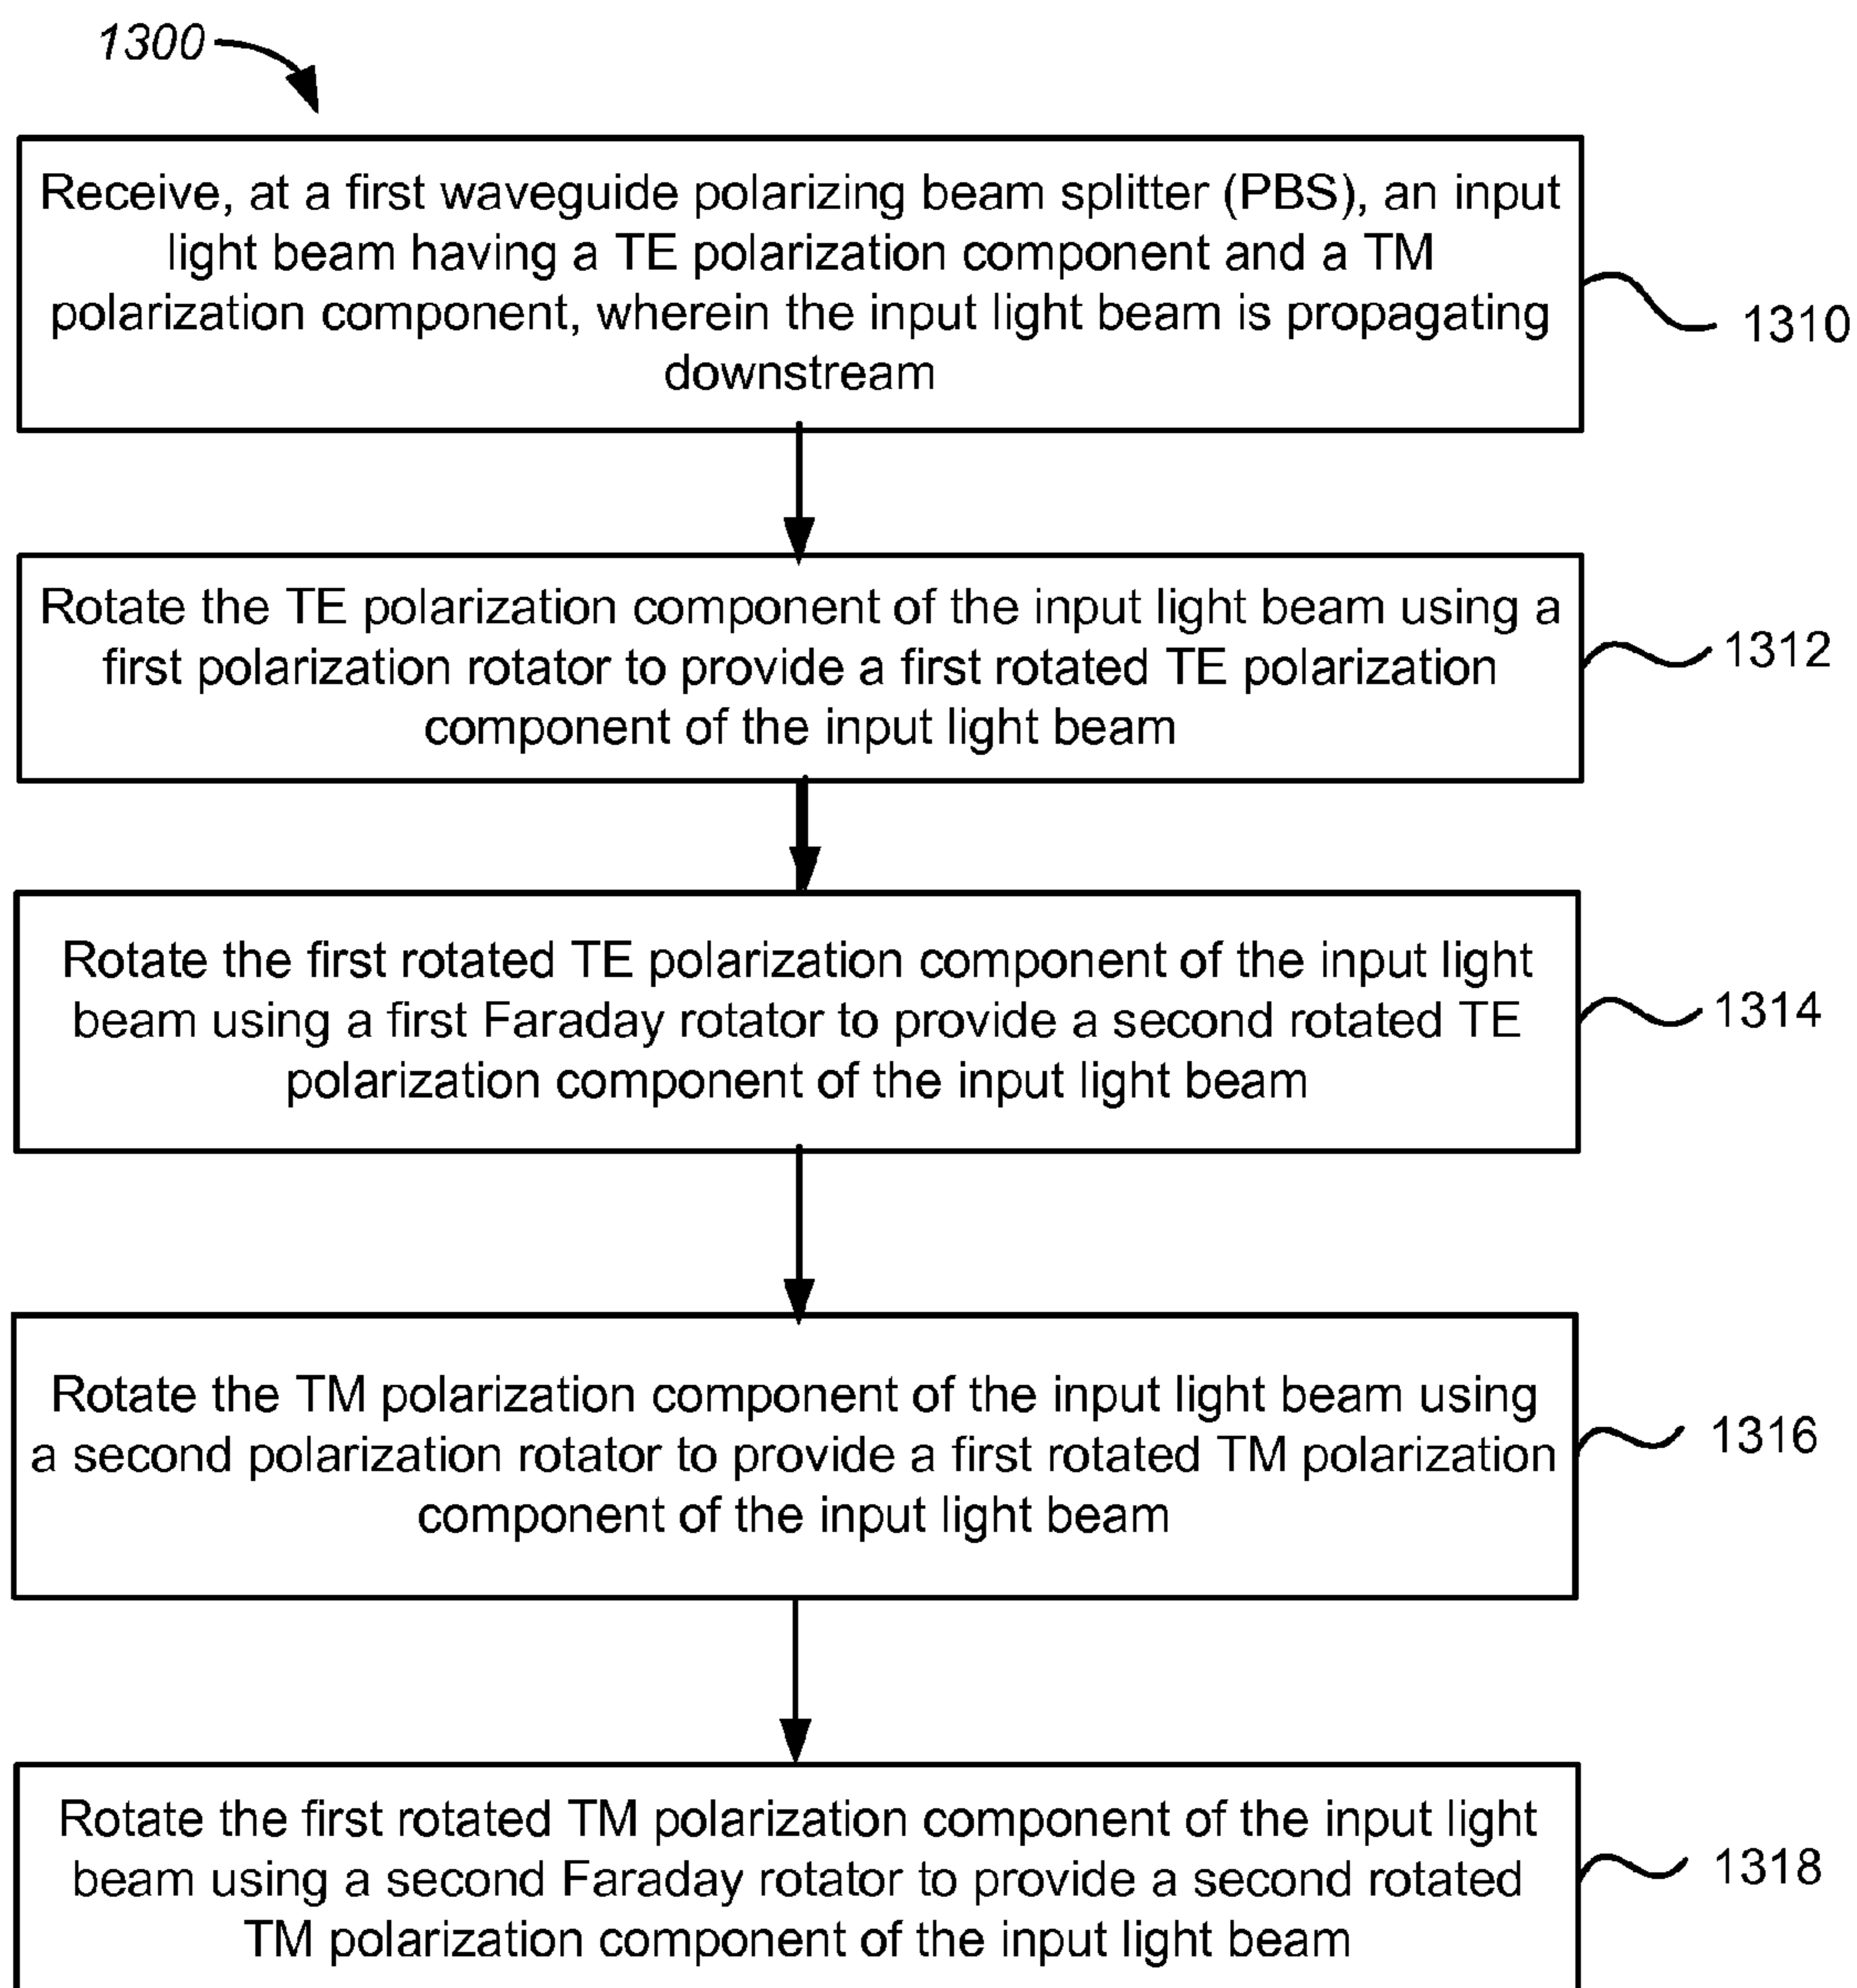 1300
Receive, at a first waveguide polarizing beam splitter (PBS), an input
light beam having a TE polarization component and a TM
polarization component, wherein the input light beam is propagating
downstream
1310
Rotate the TE polarization component of the input light beam using a
first polarization rotator to provide a first rotated TE polarization
component of the input light beam
1312
Rotate the first rotated TE polarization component of the input light
beam using a first Faraday rotator to provide a second rotated TE
polarization component of the input light beam
1314
Rotate the TM polarization component of the input light beam using
a second polarization rotator to provide a first rotated TM polarization
component of the input light beam
1316
Rotate the first rotated TM polarization component of the input light
beam using a second Faraday rotator to provide a second rotated
TM polarization component of the input light beam
1318